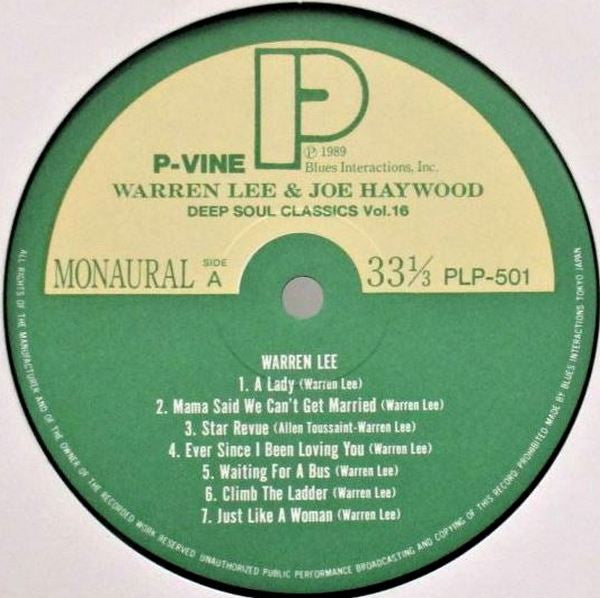 P
P-VINE
℗ 1989
Blues Interactions, Inc.
WARREN LEE & JOE HAYWOOD
DEEP SOUL CLASSICS Vol.16
MONAURAL SIDE A 33⅓ PLP-501
WARREN LEE
1. A Lady (Warren Lee)
2. Mama Said We Can't Get Married (Warren Lee)
3. Star Revue (Allen Toussaint-Warren Lee)
4. Ever Since I Been Loving You (Warren Lee)
5. Waiting For A Bus (Warren Lee)
6. Climb The Ladder (Warren Lee)
7. Just Like A Woman (Warren Lee)
ALL RIGHTS OF THE MANUFACTURER AND OF THE OWNER OF THE RECORDED WORK RESERVED UNAUTHORIZED PUBLIC PERFORMANCE BROADCASTING AND COPYING OF THIS RECORD PROHIBITED MADE BY BLUES INTERACTIONS TOKYO JAPAN